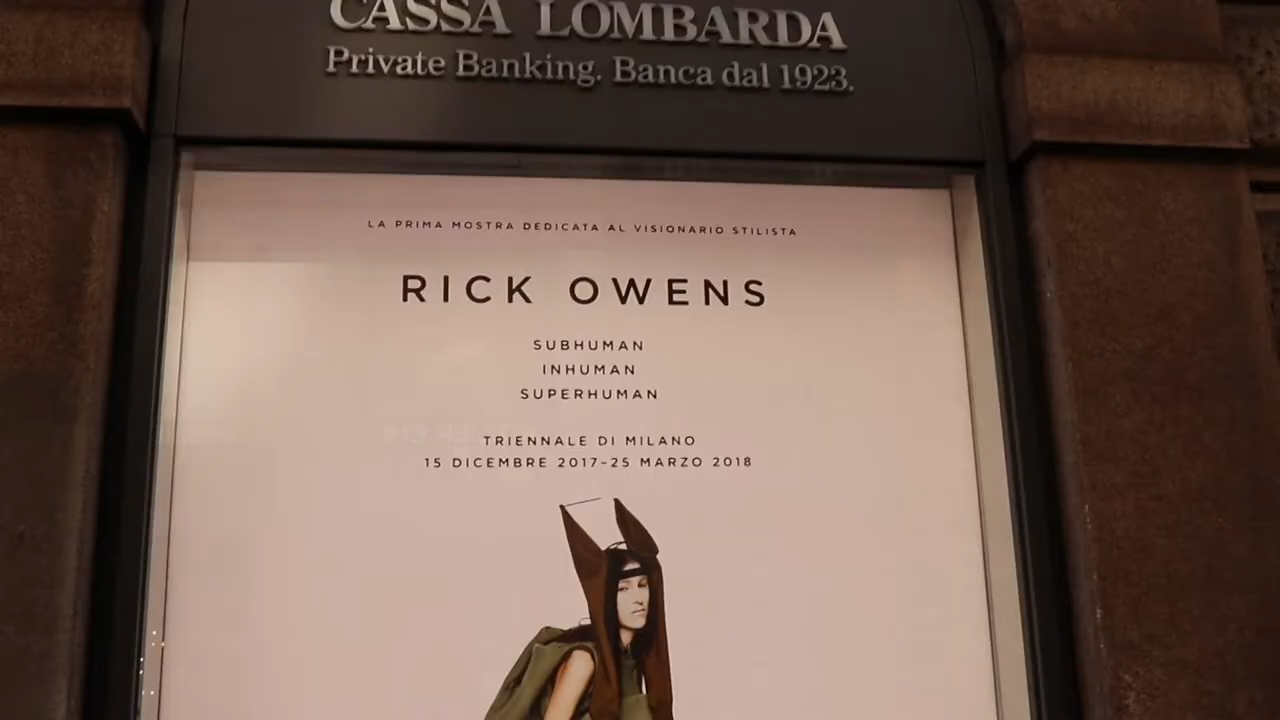 CASSA LOMBARDA
Private Banking. Banca dal 1923.
LA PRIMA MOSTRA DEDICATA AL VISIONARIO STILISTA
RICK OWENS
SUBHUMAN
INHUMAN
SUPERHUMAN
TRIENNALE DI MILANO
15 DICEMBRE 2017–25 MARZO 2018